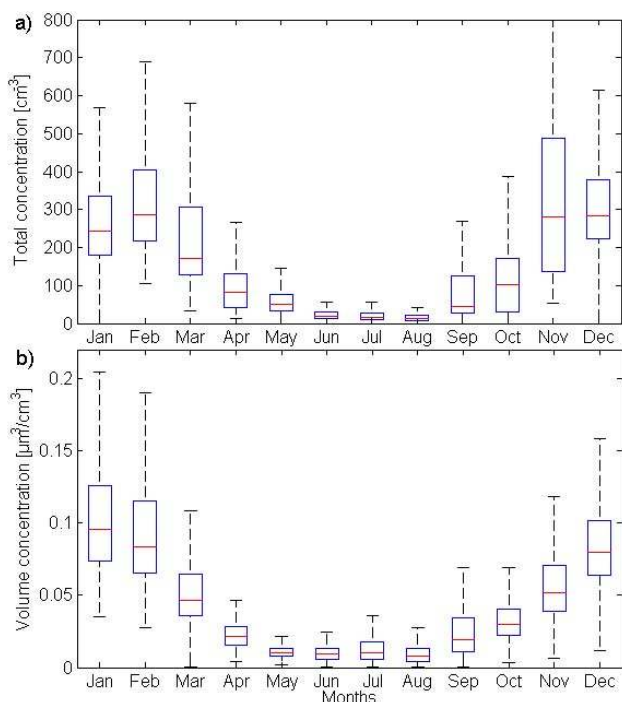 a)
Total concentration [cm⁻³]
800
700
600
500
400
300
200
100
0
Jan Feb Mar Apr May Jun Jul Aug Sep Oct Nov Dec
b)
Volume concentration [µm³/cm³]
0.2
0.15
0.1
0.05
0
Jan Feb Mar Apr May Jun Jul Aug Sep Oct Nov Dec
Months